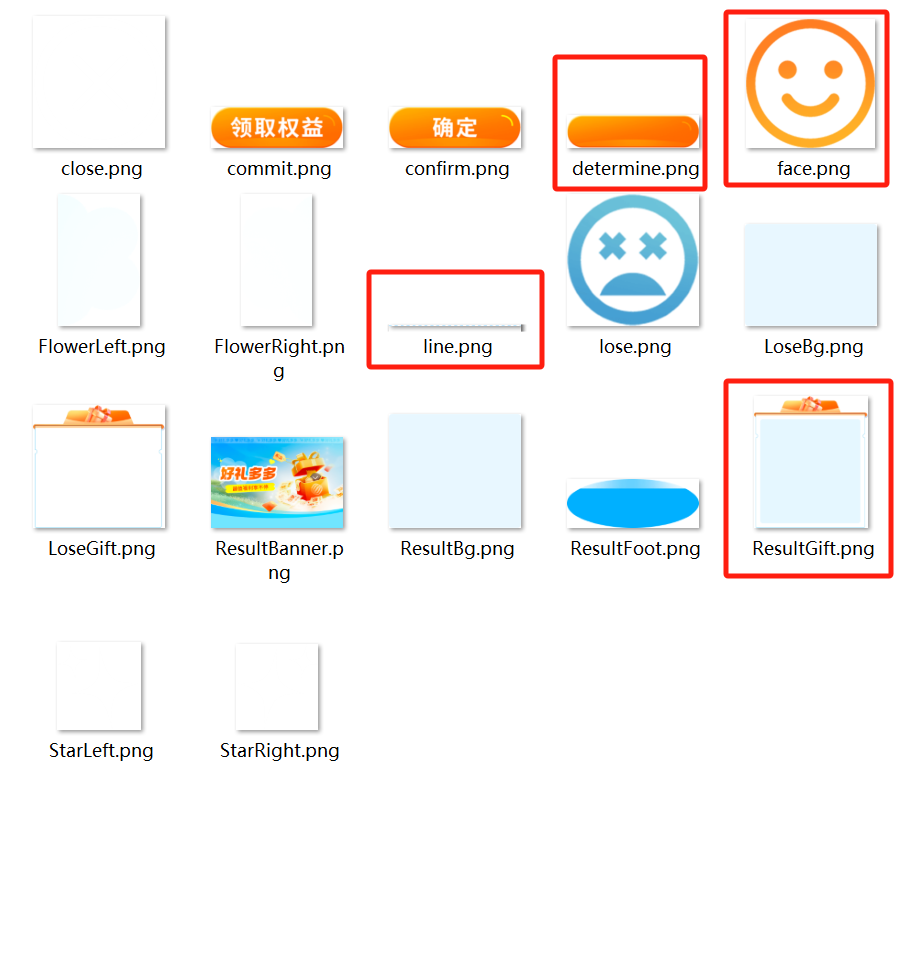 领取权益
确定
close.png
commit.png
confirm.png
determine.png
face.png
FlowerLeft.png
FlowerRight.pn
g
line.png
lose.png
LoseBg.png
好礼多多
LoseGift.png
ResultBanner.p
ng
ResultBg.png
ResultFoot.png
ResultGift.png
StarLeft.png
StarRight.png